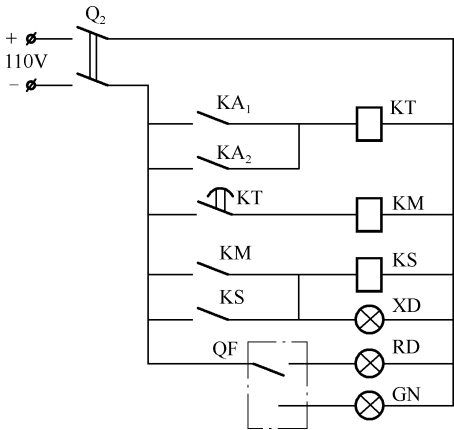 Q₂
+
110V
−
KA₁ KT
KA₂
KT KM
KM KS
KS XD
QF RD
GN